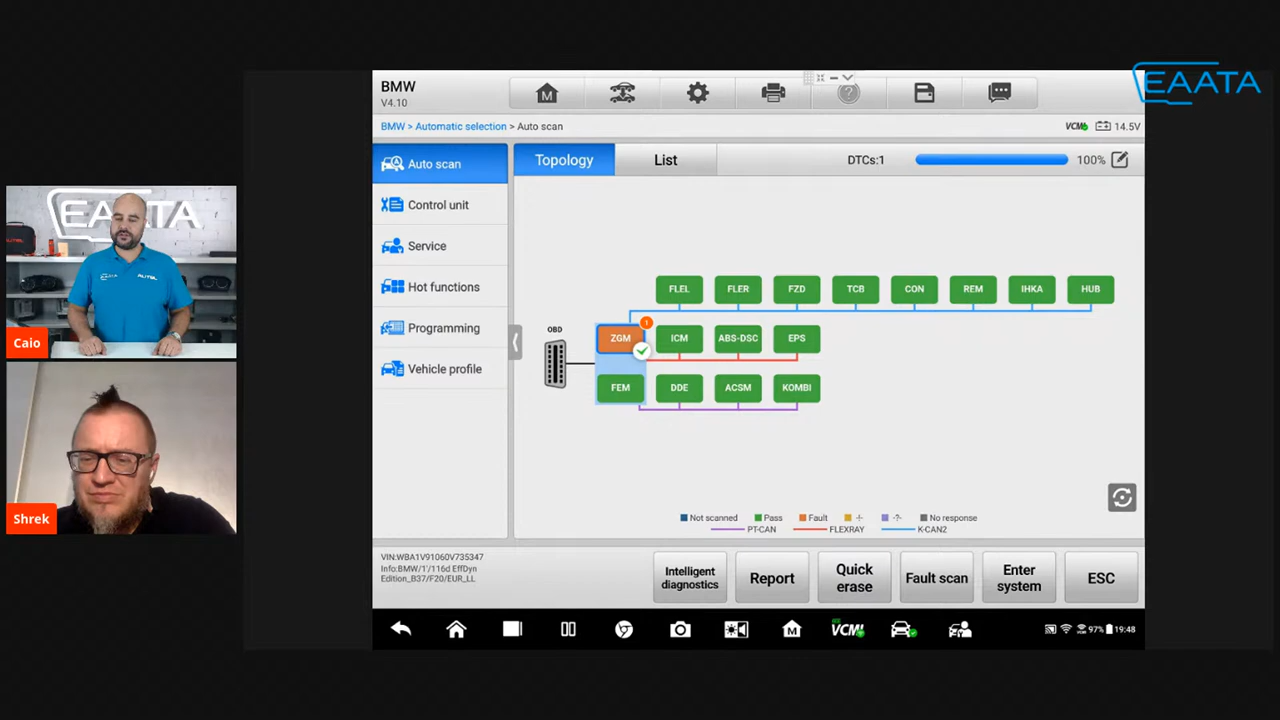 EAATA
BMW
V4.10
BMW > Automatic selection > Auto scan
VCMI 14.5V
Auto scan
Control unit
Service
Hot functions
Programming
Vehicle profile
Topology
List
DTCs:1
100%
FLEL FLER FZD TCB CON REM IHKA HUB
OBD
1
ZGM ICM ABS-DSC EPS
FEM DDE ACSM KOMBI
Not scanned Pass Fault -!- -?- No response
PT-CAN FLEXRAY K-CAN2
VIN:WBA1V91060V735347
Info:BMW/1'/116d EffDyn
Edition_B37/F20/EUR_LL
Intelligent
diagnostics
Report
Quick
erase
Fault scan
Enter
system
ESC
VCMI
97% 19:48
EAATA
AUTEL
Caio
Shrek